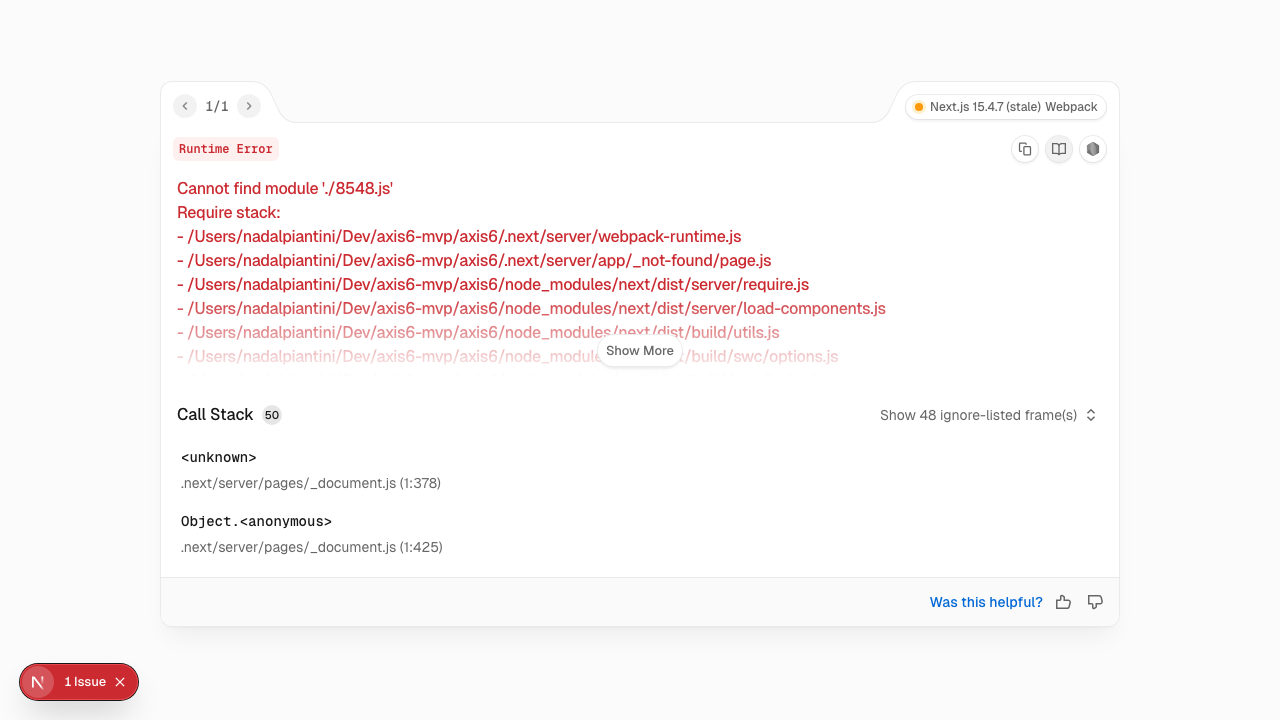 1/1
Next.js 15.4.7 (stale) Webpack
Runtime Error
Cannot find module './8548.js'
Require stack:
- /Users/nadalpiantini/Dev/axis6-mvp/axis6/.next/server/webpack-runtime.js
- /Users/nadalpiantini/Dev/axis6-mvp/axis6/.next/server/app/_not-found/page.js
- /Users/nadalpiantini/Dev/axis6-mvp/axis6/node_modules/next/dist/server/require.js
- /Users/nadalpiantini/Dev/axis6-mvp/axis6/node_modules/next/dist/server/load-components.js
- /Users/nadalpiantini/Dev/axis6-mvp/axis6/node_modules/next/dist/build/utils.js
- /Users/nadalpiantini/Dev/axis6-mvp/axis6/node_module /build/swc/options.js
Show More
Call Stack 50
Show 48 ignore-listed frame(s)
<unknown>
.next/server/pages/_document.js (1:378)
Object.<anonymous>
.next/server/pages/_document.js (1:425)
Was this helpful?
N 1 Issue